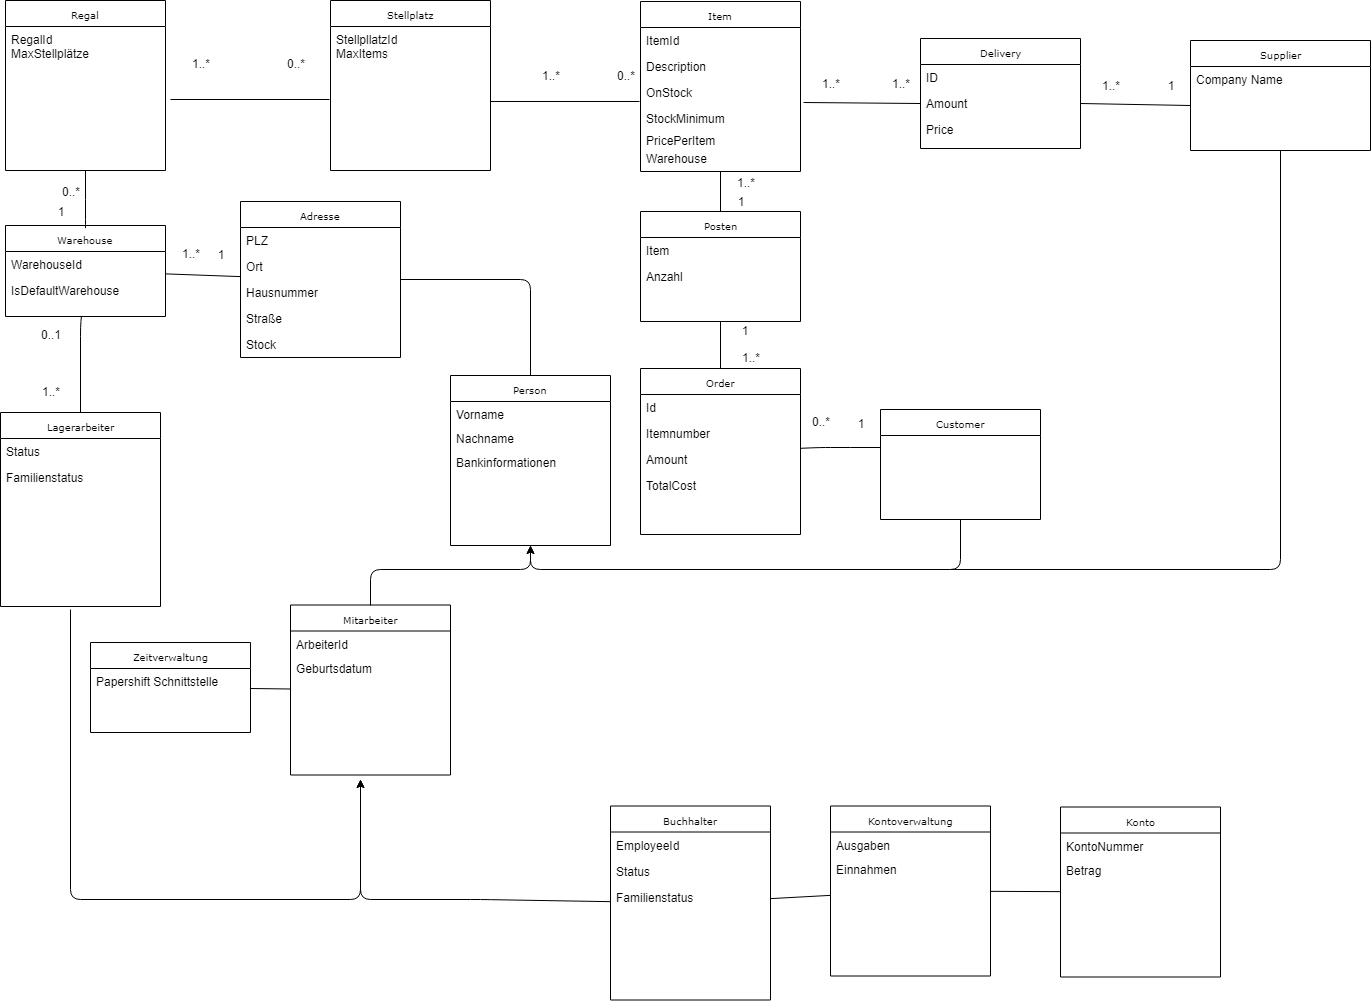 Regal
RegalId
MaxStellplätze
1..*
0..*
Stellplatz
StellpllatzId
MaxItems
1..*
0..*
Item
ItemId
Description
OnStock
StockMinimum
PricePerItem
Warehouse
1..*
1..*
Delivery
ID
Amount
Price
1..*
1
Supplier
Company Name
0..*
1
Warehouse
WarehouseId
IsDefaultWarehouse
1..*
1
Adresse
PLZ
Ort
Hausnummer
Straße
Stock
1..*
1
Posten
Item
Anzahl
1
1..*
0..1
1..*
Lagerarbeiter
Status
Familienstatus
Person
Vorname
Nachname
Bankinformationen
Order
Id
Itemnumber
Amount
TotalCost
0..*
1
Customer
Zeitverwaltung
Papershift Schnittstelle
Mitarbeiter
ArbeiterId
Geburtsdatum
Buchhalter
EmployeeId
Status
Familienstatus
Kontoverwaltung
Ausgaben
Einnahmen
Konto
KontoNummer
Betrag